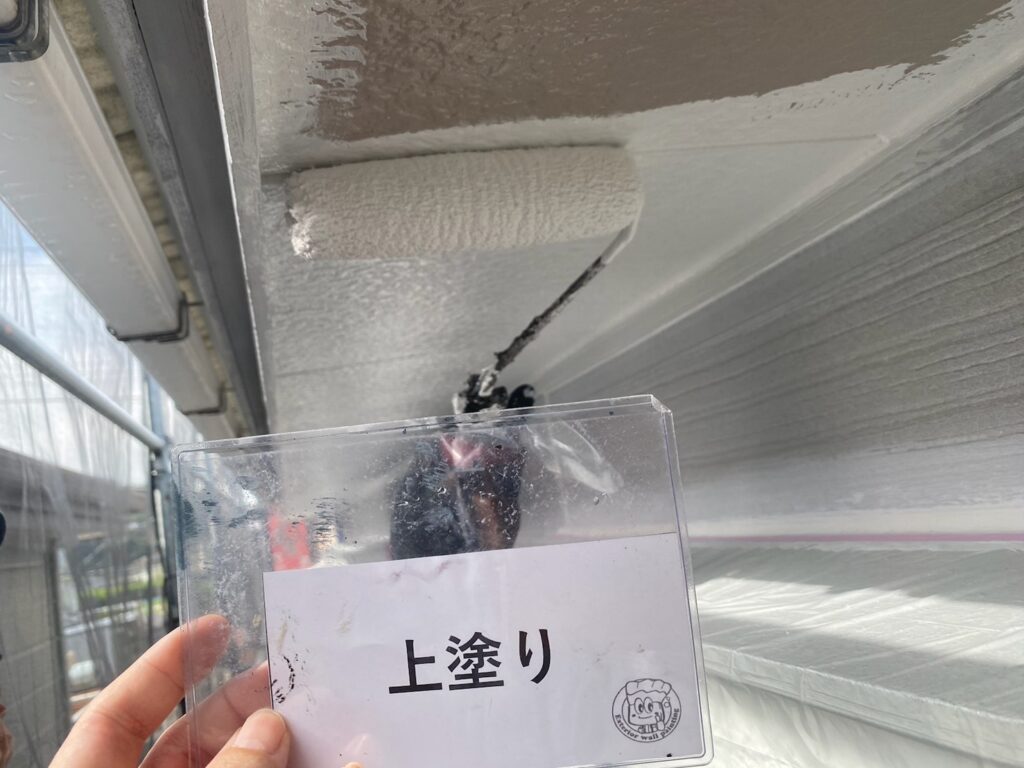 上塗り
Exterior wall painting